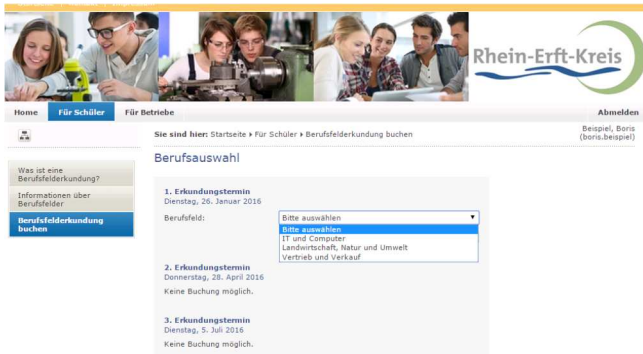 Rhein-Erft-Kreis
Home Für Schüler Für Betriebe Abmelden
Sie sind hier: Startseite Für Schüler Berufsfelderkundung buchen
Beispiel, Boris
(boris.beispiel)
Berufsauswahl
Was ist eine
Berufsfelderkundung?
Informationen über
Berufsfelder
Berufsfelderkundung
buchen
1. Erkundungstermin
Dienstag, 26. Januar 2016
Berufsfeld: Bitte auswählen
Bitte auswählen
IT und Computer
Landwirtschaft, Natur und Umwelt
Vertrieb und Verkauf
2. Erkundungstermin
Donnerstag, 28. April 2016
Keine Buchung möglich.
3. Erkundungstermin
Dienstag, 5. Juli 2016
Keine Buchung möglich.